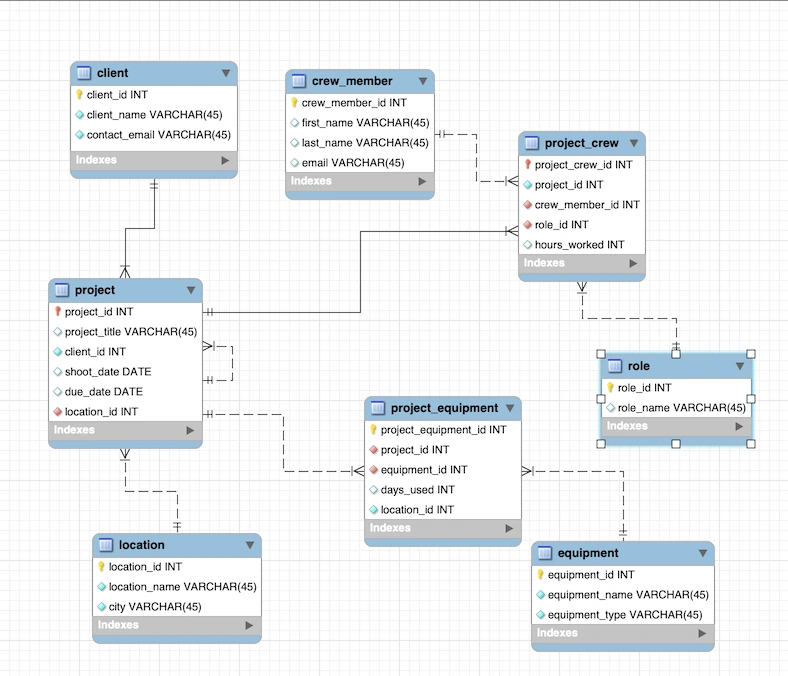 client
client_id INT
client_name VARCHAR(45)
contact_email VARCHAR(45)
Indexes
crew_member
crew_member_id INT
first_name VARCHAR(45)
last_name VARCHAR(45)
email VARCHAR(45)
Indexes
project_crew
project_crew_id INT
project_id INT
crew_member_id INT
role_id INT
hours_worked INT
Indexes
project
project_id INT
project_title VARCHAR(45)
client_id INT
shoot_date DATE
due_date DATE
location_id INT
Indexes
role
role_id INT
role_name VARCHAR(45)
Indexes
project_equipment
project_equipment_id INT
project_id INT
equipment_id INT
days_used INT
location_id INT
Indexes
location
location_id INT
location_name VARCHAR(45)
city VARCHAR(45)
Indexes
equipment
equipment_id INT
equipment_name VARCHAR(45)
equipment_type VARCHAR(45)
Indexes